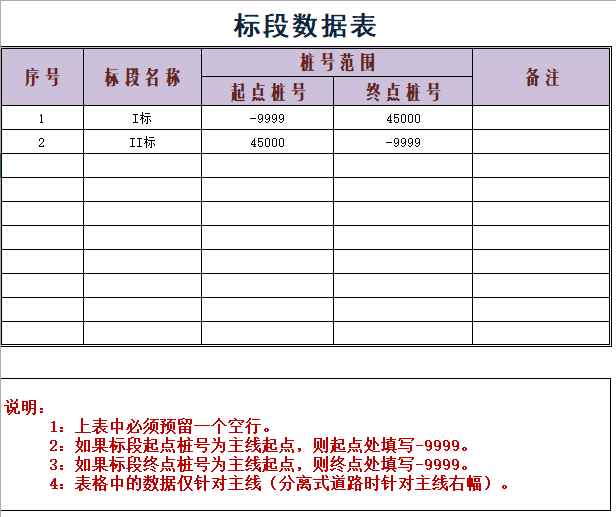 标段数据表
序号 标段名称 桩号范围 备注
起点桩号 终点桩号
1 I标 -9999 45000
2 II标 45000 -9999
说明：
1：上表中必须预留一个空行。
2：如果标段起点桩号为主线起点，则起点处填写-9999。
3：如果标段终点桩号为主线起点，则终点处填写-9999。
4：表格中的数据仅针对主线（分离式道路时针对主线右幅）。